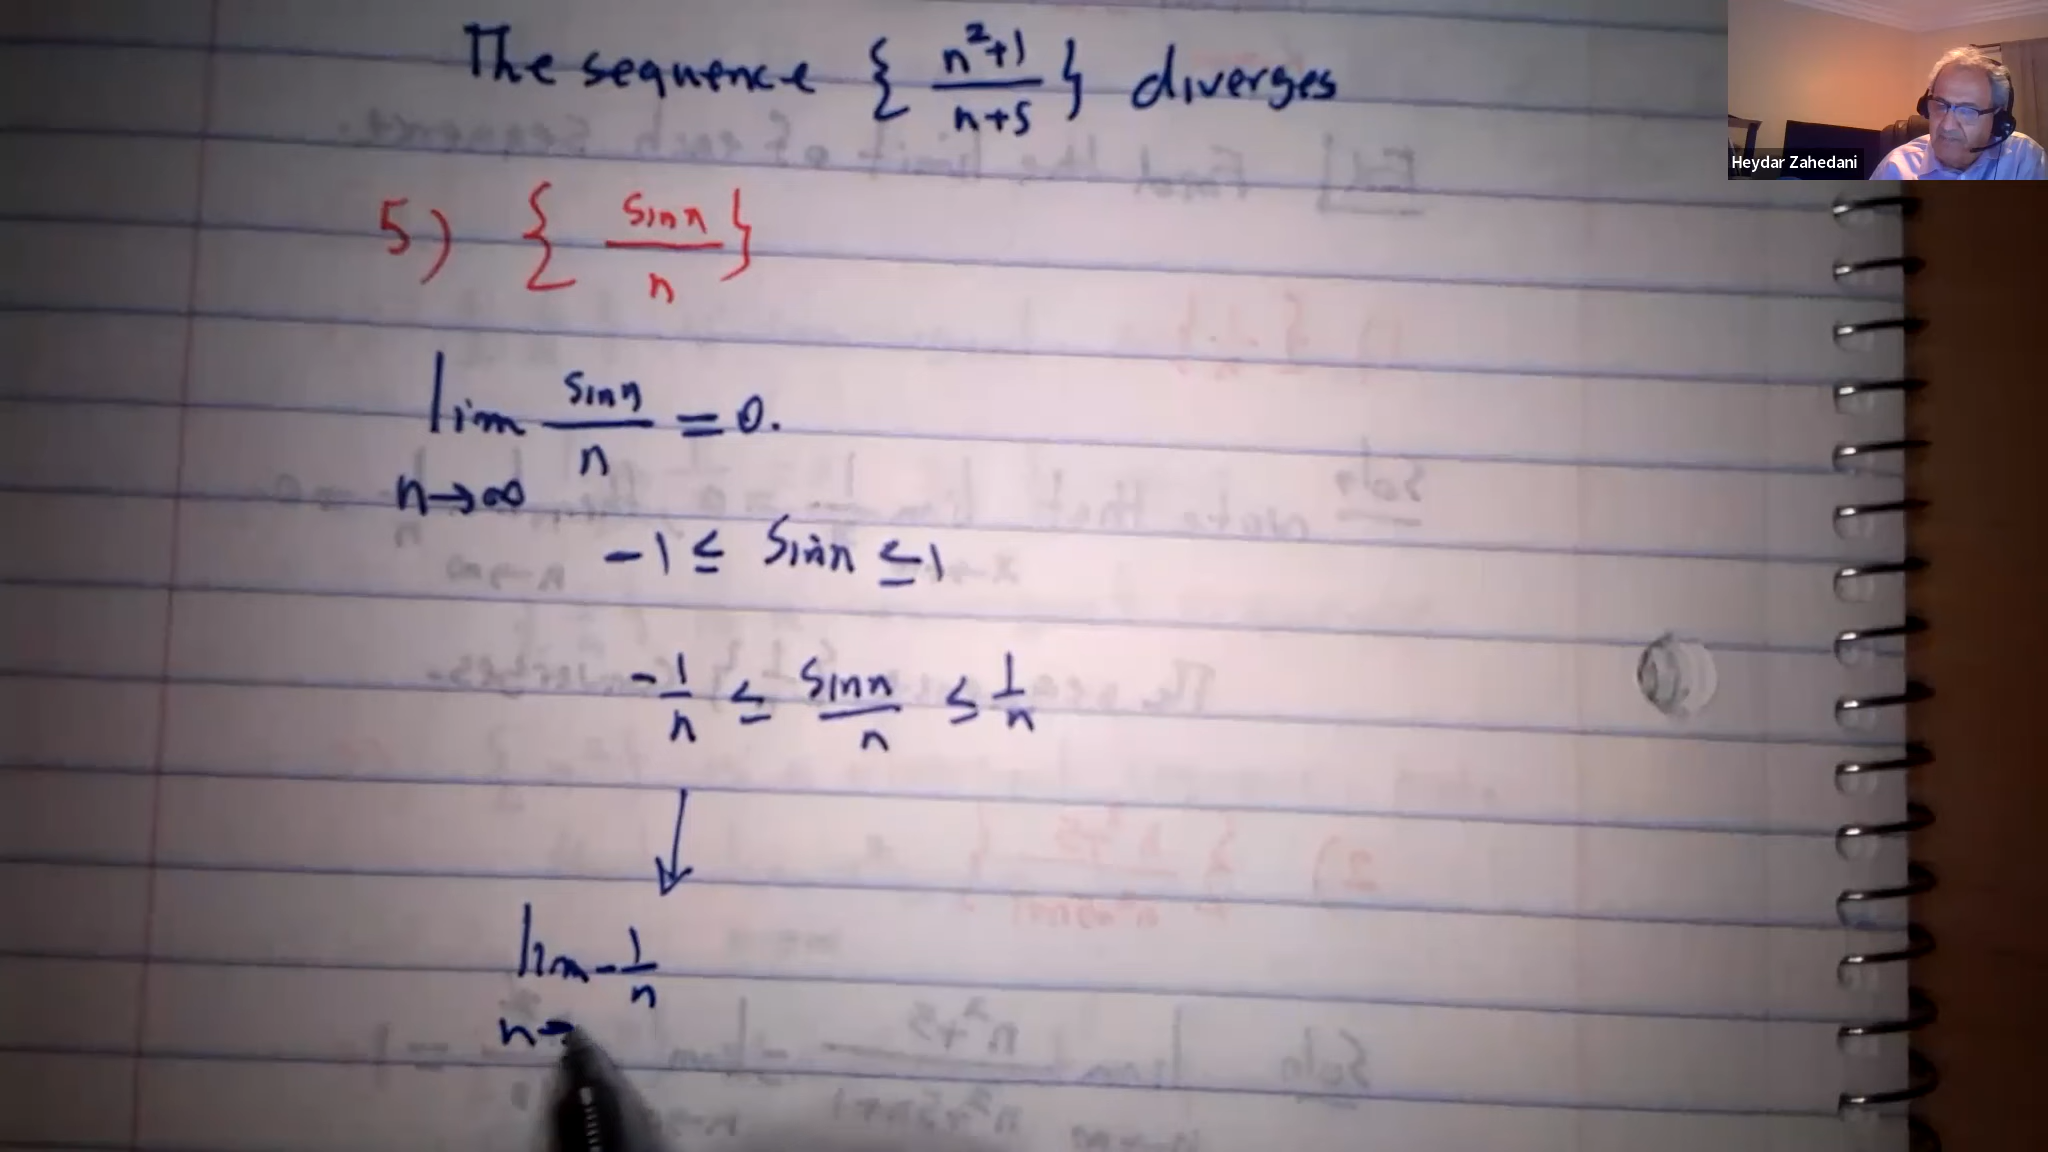 The sequence { n²+1 / n+5 } diverges
Heydar Zahedani
5) { sin n / n }
lim sin n / n = 0.
n→∞
-1 ≤ Sin n ≤ 1
-1/n ≤ sin n / n ≤ 1/n
↓
lim -1/n
n→